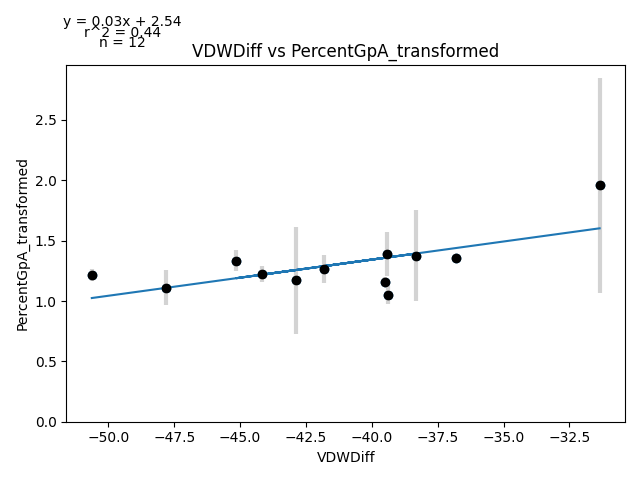 y = 0.03x + 2.54
r^2 = 0.44
n = 12
VDWDiff vs PercentGpA_transformed
PercentGpA_transformed
2.5
2.0
1.5
1.0
0.5
0.0
−50.0 −47.5 −45.0 −42.5 −40.0 −37.5 −35.0 −32.5
VDWDiff